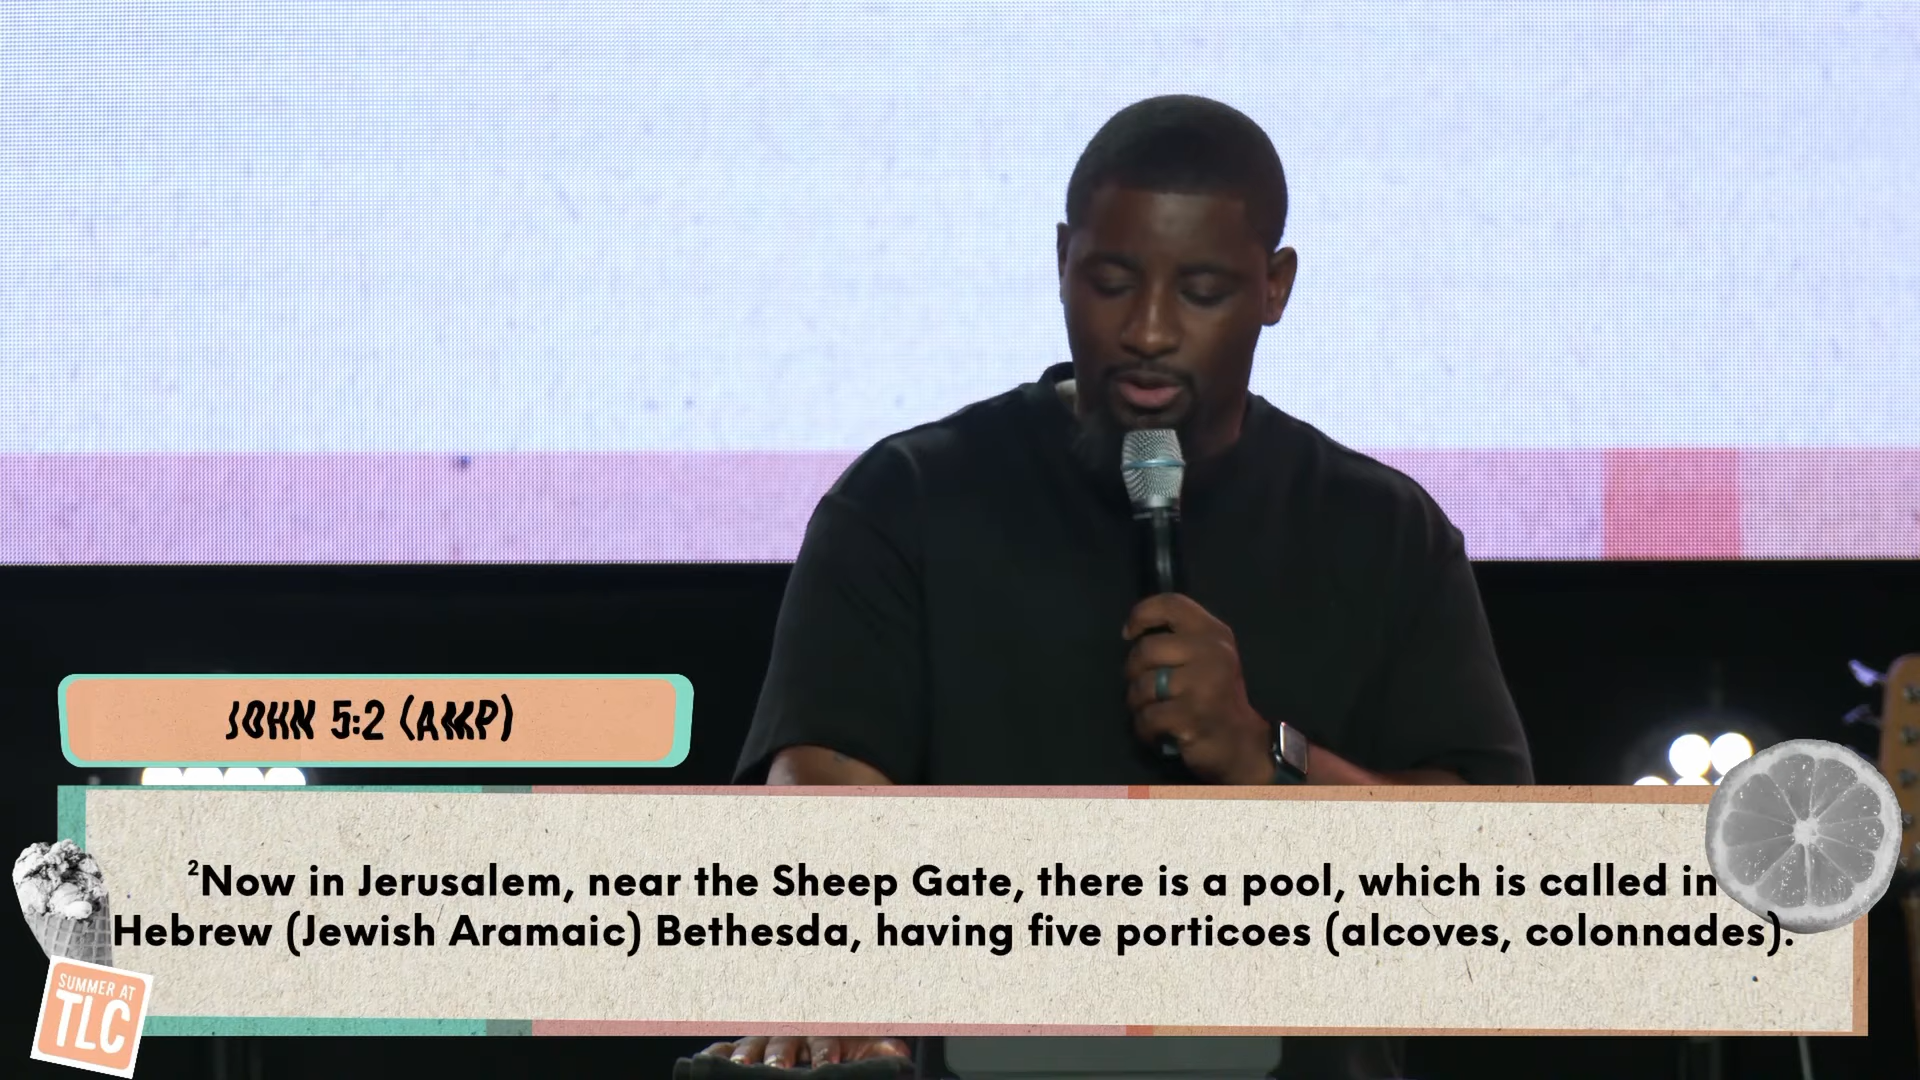 JOHN 5:2 (AMP)
²Now in Jerusalem, near the Sheep Gate, there is a pool, which is called in
Hebrew (Jewish Aramaic) Bethesda, having five porticoes (alcoves, colonnades).
SUMMER AT
TLC